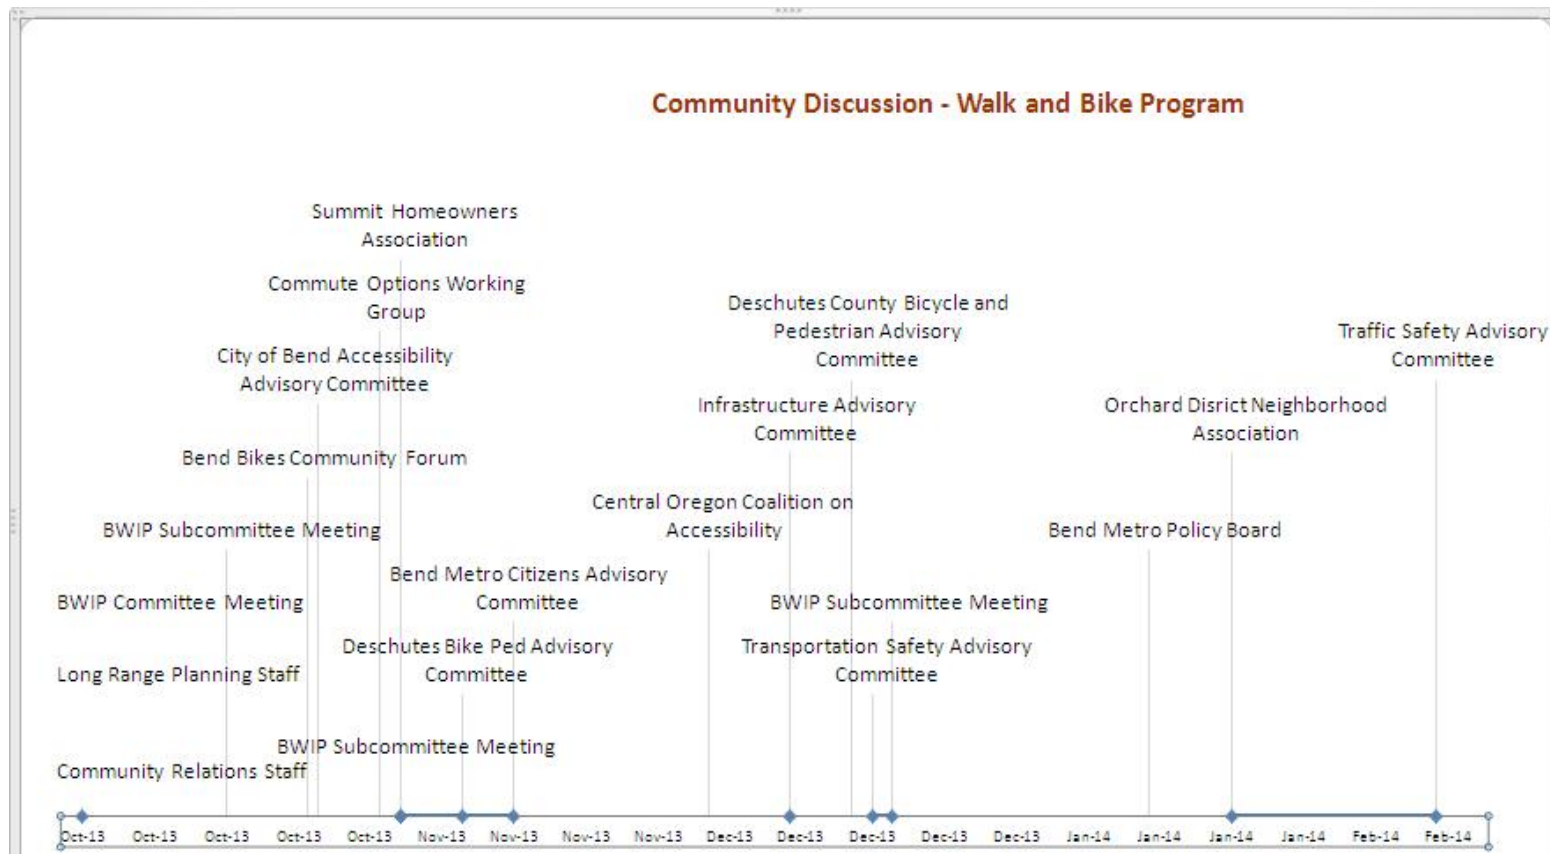 Community Discussion - Walk and Bike Program
Summit Homeowners
Association
Commute Options Working
Group
City of Bend Accessibility
Advisory Committee
Bend Bikes Community Forum
BWIP Subcommittee Meeting
BWIP Committee Meeting
Long Range Planning Staff
Community Relations Staff
BWIP Subcommittee Meeting
Deschutes Bike Ped Advisory
Committee
Bend Metro Citizens Advisory
Committee
Central Oregon Coalition on
Accessibility
Infrastructure Advisory
Committee
Deschutes County Bicycle and
Pedestrian Advisory
Committee
BWIP Subcommittee Meeting
Transportation Safety Advisory
Committee
Bend Metro Policy Board
Orchard Disrict Neighborhood
Association
Traffic Safety Advisory
Committee
Oct-13 Oct-13 Oct-13 Oct-13 Oct-13 Nov-13 Nov-13 Nov-13 Nov-13 Dec-13 Dec-13 Dec-13 Dec-13 Dec-13 Jan-14 Jan-14 Jan-14 Jan-14 Feb-14 Feb-14